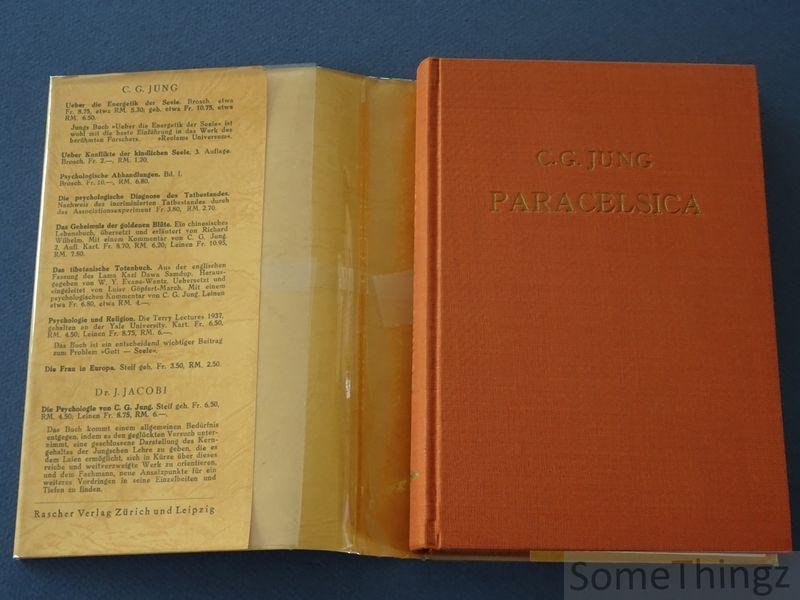 C. G. JUNG
Ueber die Energetik der Seele. Brosch. etwa
Fr. 8.75, etwa RM. 5.30; geb. etwa Fr. 10.75, etwa
RM. 6.50.
Jungs Buch »Ueber die Energetik der Seele« ist
wohl mit die beste Einführung in das Werk des
berühmten Forschers. »Reclams Universum«.
Ueber Konflikte der kindlichen Seele. 3. Auflage.
Brosch. Fr. 2.—, RM. 1.20.
Psychologische Abhandlungen. Bd. I.
Brosch. Fr. 10.—, RM. 6.80.
Die psychologische Diagnose des Tatbestandes.
Nachweis des incriminierten Tatbestandes durch
das Associationsexperiment Fr. 3.80, RM. 2.70.
Das Geheimnis der goldenen Blüte. Ein chinesisches
Lebensbuch, übersetzt und erläutert von Richard
Wilhelm. Mit einem Kommentar von C. G. Jung.
2. Aufl. Kart. Fr. 8.70, RM. 6.20; Leinen Fr. 10.95,
RM. 7.80.
Das tibetanische Totenbuch. Aus der englischen
Fassung des Lama Kazi Dawa Samdup. Heraus-
gegeben von W. Y. Evans-Wentz. Uebersetzt und
eingeleitet von Luise Göpfert-March. Mit einem
psychologischen Kommentar von C. G. Jung. Leinen
etwa Fr. 6.80, etwa RM. 4.—.
Psychologie und Religion. Die Terry Lectures 1937,
gehalten an der Yale University. Kart. Fr. 6.50,
RM. 4.50; Leinen Fr. 8.75, RM. 6.—.
Das Buch ist ein entscheidend wichtiger Beitrag
zum Problem »Gott — Seele«.
Die Frau in Europa. Steif geh. Fr. 3.50, RM. 2.50.
Dr. J. JACOBI
Die Psychologie von C. G. Jung. Steif geh. Fr. 6.50,
RM. 4.50; Leinen Fr. 8.75, RM. 6.—.
Das Buch kommt einem allgemeinen Bedürfnis
entgegen, indem es den geglückten Versuch unter-
nimmt, eine geschlossene Darstellung des Kern-
gehaltes der Jungschen Lehre zu geben, die es
dem Laien ermöglicht, sich in Kürze über dieses
reiche und weitverzweigte Werk zu orientieren,
und dem Fachmann, neue Ansatzpunkte für ein
weiteres Vordringen in seine Einzelheiten und
Tiefen zu finden.
Rascher Verlag Zürich und Leipzig
C. G. JUNG
PARACELSICA
SomeThingz